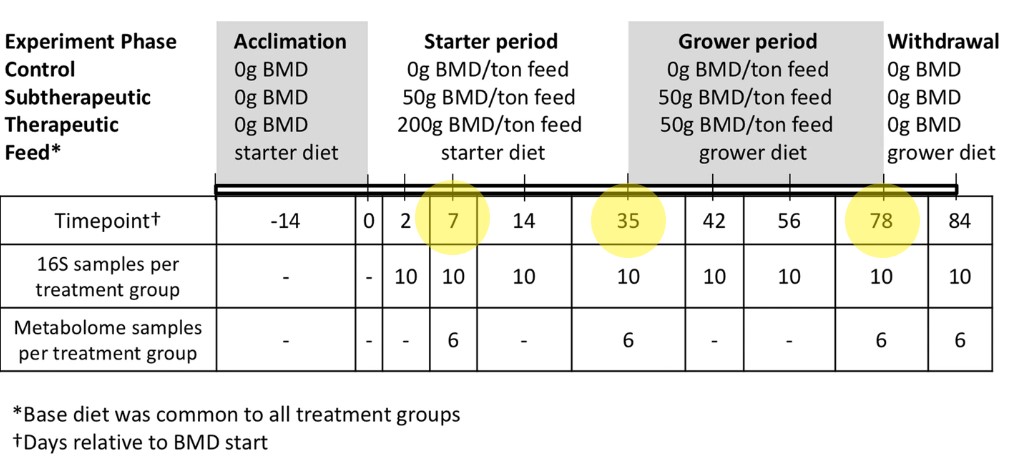 Experiment Phase Acclimation Starter period Grower period Withdrawal
Control 0g BMD 0g BMD/ton feed 0g BMD/ton feed 0g BMD
Subtherapeutic 0g BMD 50g BMD/ton feed 50g BMD/ton feed 0g BMD
Therapeutic 0g BMD 200g BMD/ton feed 50g BMD/ton feed 0g BMD
Feed* starter diet starter diet grower diet grower diet
Timepoint† -14 0 2 7 14 35 42 56 78 84
16S samples per
treatment group - - 10 10 10 10 10 10 10 10
Metabolome samples
per treatment group - - - 6 - 6 - - 6 6
*Base diet was common to all treatment groups
†Days relative to BMD start